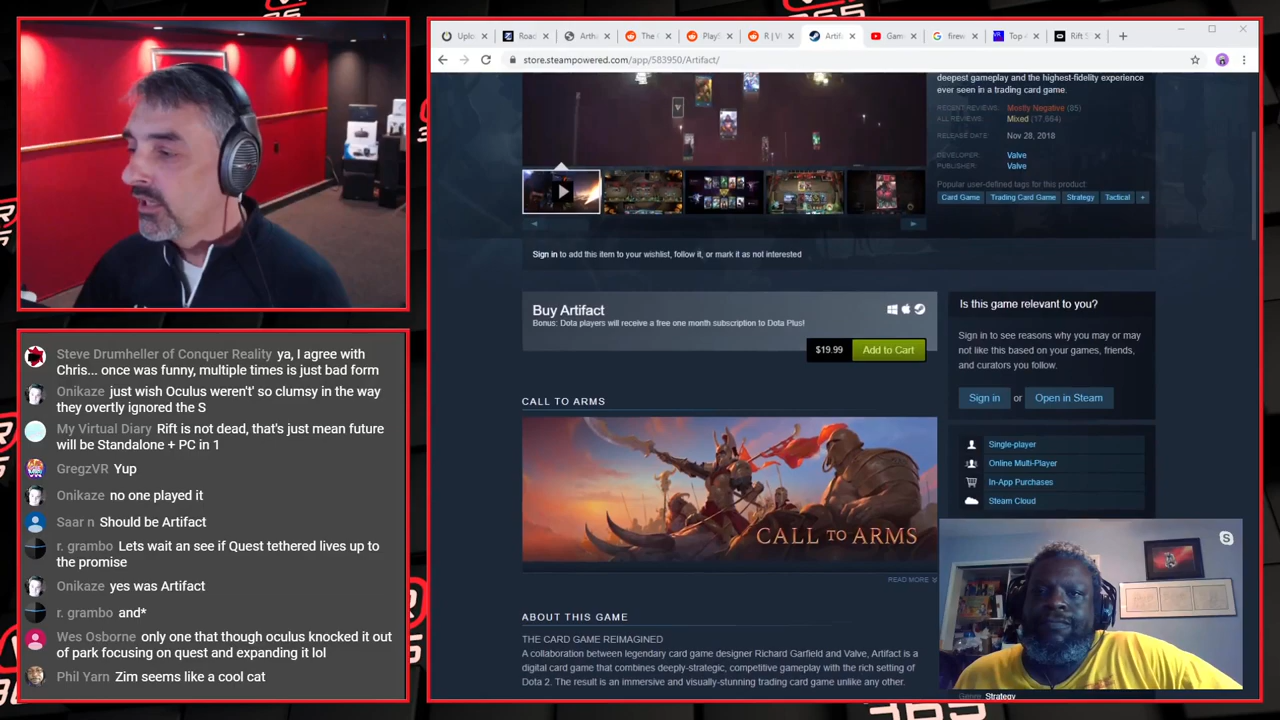 Uplo
Road
Arth
The
Play
R | V
Artif
Gam
firew
Top
Rift S
store.steampowered.com/app/583950/Artifact/
deepest gameplay and the highest-fidelity experience
ever seen in a trading card game.
RECENT REVIEWS: Mostly Negative (85)
ALL REVIEWS: Mixed (17,664)
RELEASE DATE: Nov 28, 2018
DEVELOPER: Valve
PUBLISHER: Valve
Popular user-defined tags for this product
Card Game Trading Card Game Strategy Tactical +
Sign in to add this item to your wishlist, follow it, or mark it as not interested
Buy Artifact
Bonus: Dota players will receive a free one month subscription to Dota Plus!
$19.99 Add to Cart
Is this game relevant to you?
Sign in to see reasons why you may or may
not like this based on your games, friends,
and curators you follow.
Sign in or Open in Steam
CALL TO ARMS
CALL TO ARMS
READ MORE
Single-player
Online Multi-Player
In-App Purchases
Steam Cloud
ABOUT THIS GAME
THE CARD GAME REIMAGINED
A collaboration between legendary card game designer Richard Garfield and Valve, Artifact is a
digital card game that combines deeply-strategic, competitive gameplay with the rich setting of
Dota 2. The result is an immersive and visually-stunning trading card game unlike any other.
Genre: Strategy
Steve Drumheller of Conquer Reality ya, I agree with
Chris... once was funny, multiple times is just bad form
Onikaze just wish Oculus weren't' so clumsy in the way
they overtly ignored the S
My Virtual Diary Rift is not dead, that's just mean future
will be Standalone + PC in 1
GregzVR Yup
Onikaze no one played it
Saar n Should be Artifact
r. grambo Lets wait an see if Quest tethered lives up to
the promise
Onikaze yes was Artifact
r. grambo and*
Wes Osborne only one that though oculus knocked it out
of park focusing on quest and expanding it lol
Phil Yarn Zim seems like a cool cat